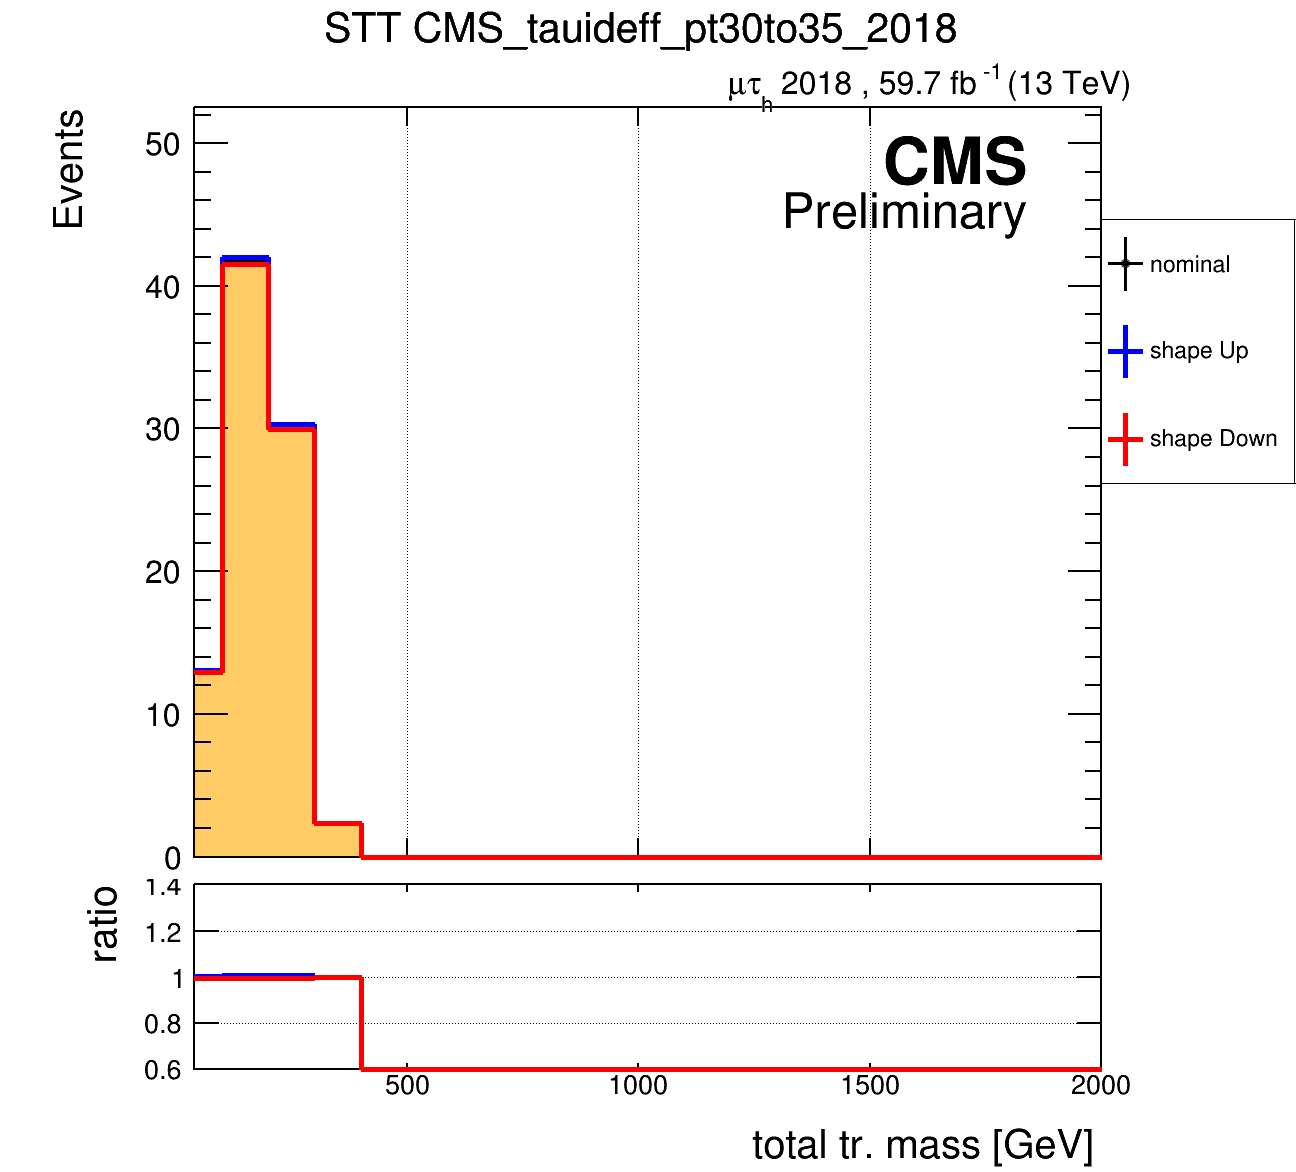 STT CMS_tauideff_pt30to35_2018
μτh 2018 , 59.7 fb-1 (13 TeV)
Events
CMS
Preliminary
50
40
30
20
10
0
nominal
shape Up
shape Down
ratio
1.4
1.2
1
0.8
0.6
500
1000
1500
2000
total tr. mass [GeV]